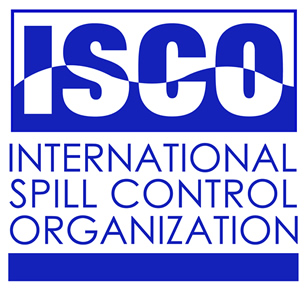 ISCO
INTERNATIONAL
SPILL CONTROL
ORGANIZATION